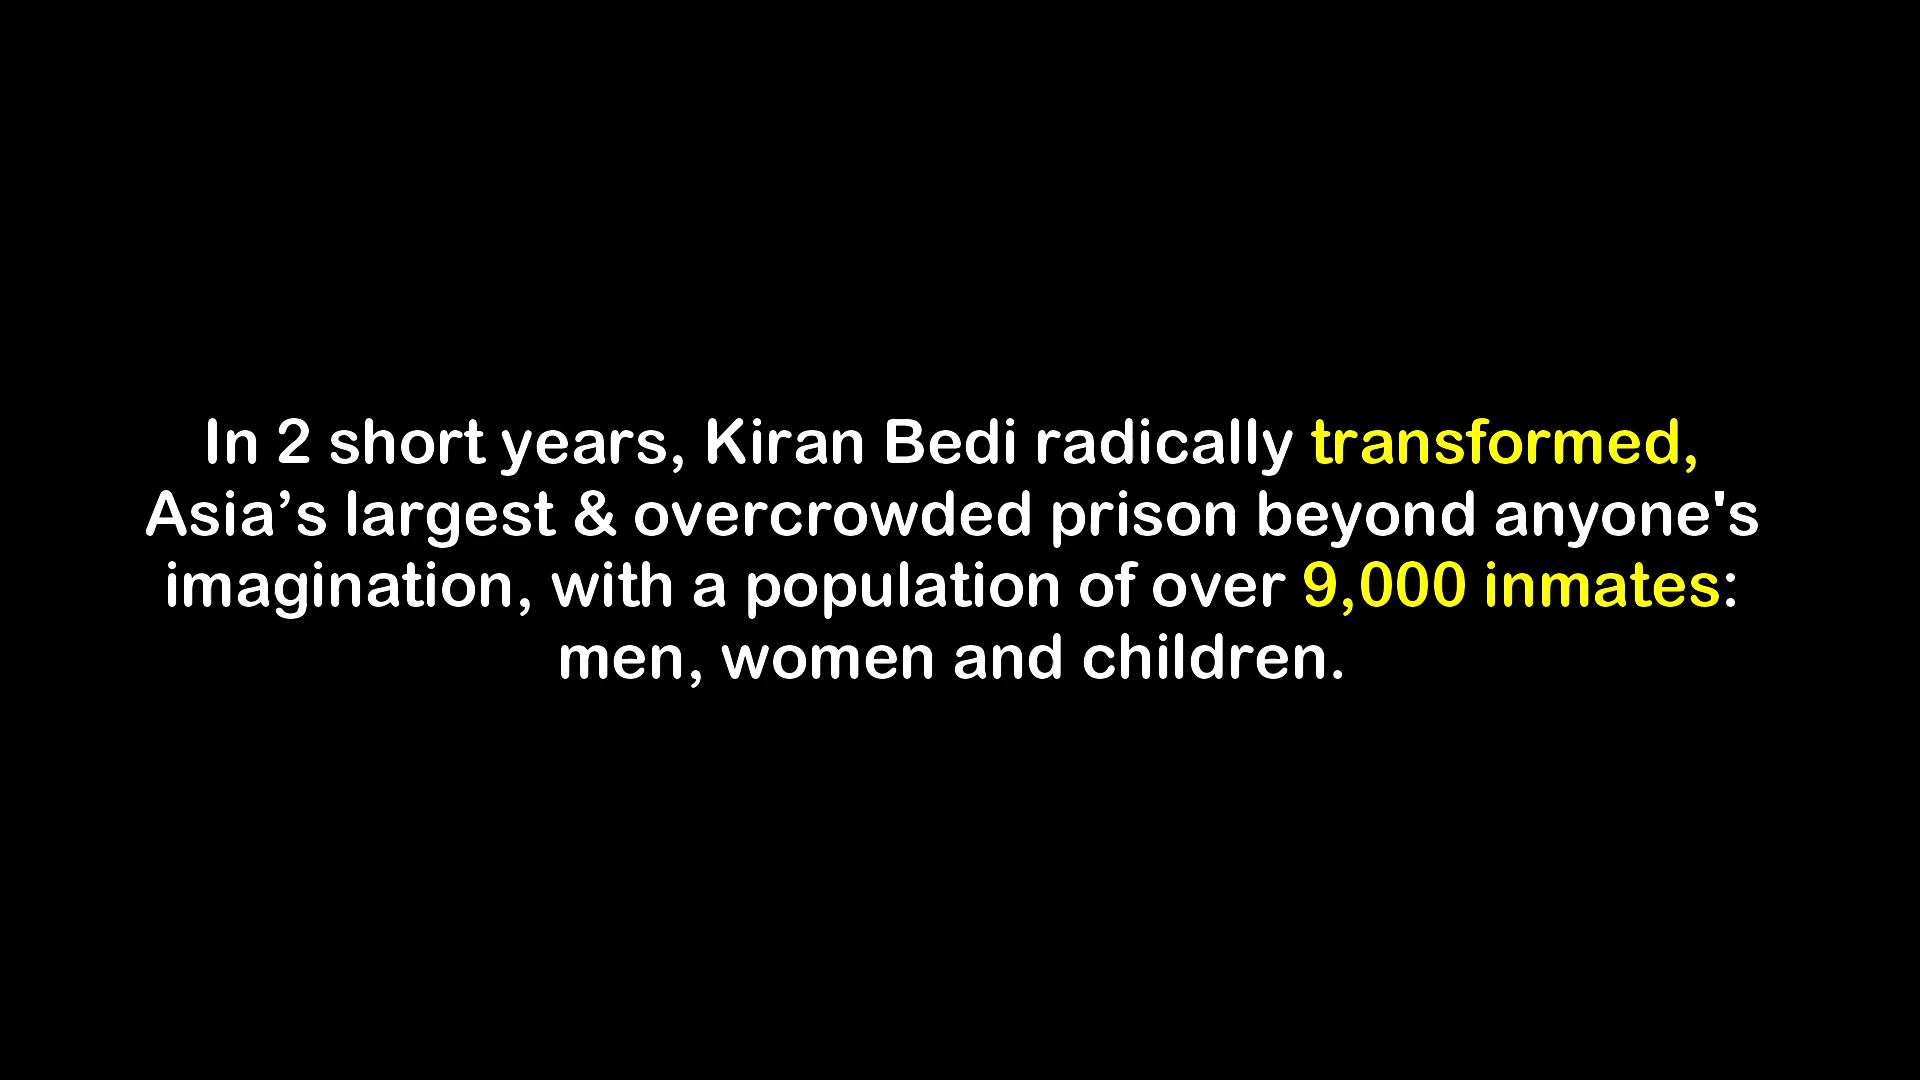 In 2 short years, Kiran Bedi radically transformed,
Asia’s largest & overcrowded prison beyond anyone's
imagination, with a population of over 9,000 inmates:
men, women and children.